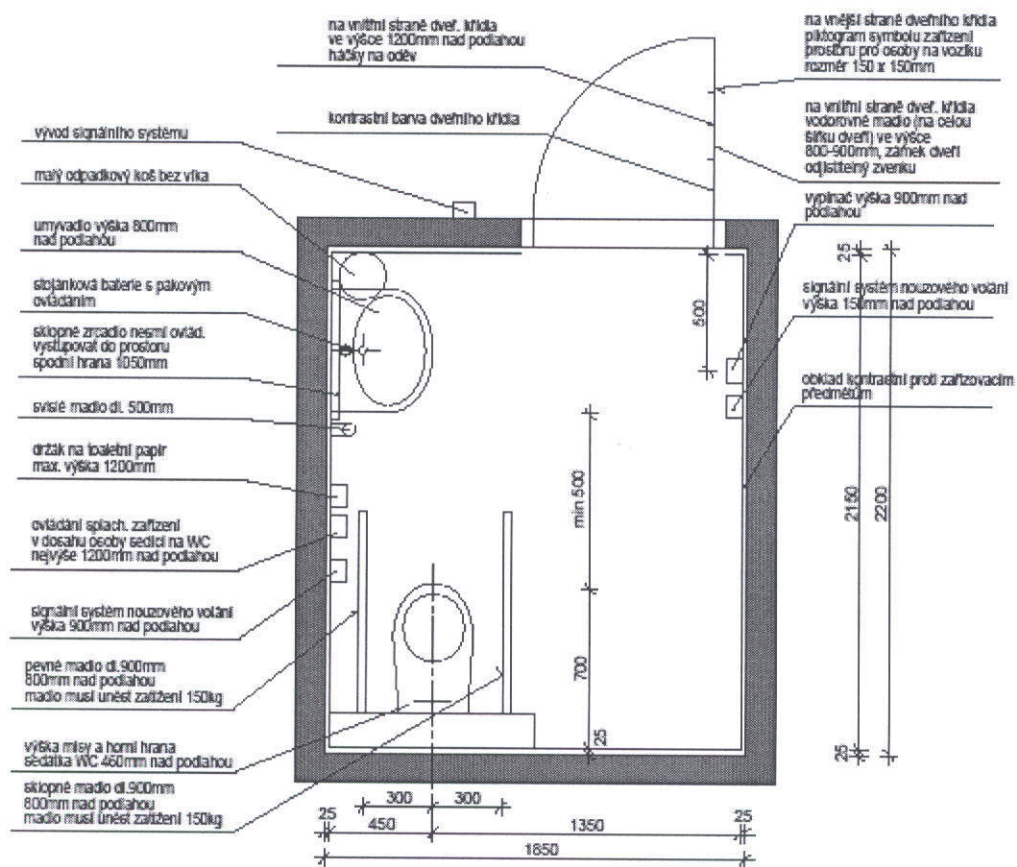 na vnitřní straně dveř. křídla
ve výšce 1200mm nad podlahou
háčky na oděv
kontrastní barva dveřního křídla
na vnější straně dveřního křídla
piktogram symbolu zařízení
prostoru pro osoby na vozíku
rozměr 150 x 150mm
na vnitřní straně dveř. křídla
vodorovné madlo (na celou
šířku dveří) ve výšce
800-900mm, zámek dveří
odjistitelný zvenku
vypínač výška 900mm nad
podlahou
signální systém nouzového volání
výška 150mm nad podlahou
obklad kontrastní proti zařizovacím
předmětům
vývod signálního systému
malý odpadkový koš bez víka
umyvadlo výška 800mm
nad podlahou
stojánková baterie s pákovým
ovládáním
sklopné zrcadlo nesmí ovlád.
vystupovat do prostoru
spodní hrana 1050mm
svislé madlo dl. 500mm
držák na toaletní papír
max. výška 1200mm
ovládání splach. zařízení
v dosahu osoby sedící na WC
nejvýše 1200mm nad podlahou
signální systém nouzového volání
výška 900mm nad podlahou
pevné madlo dl.900mm
800mm nad podlahou
madlo musí unést zatížení 150kg
výška mísy a horní hrana
sedátka WC 460mm nad podlahou
sklopné madlo dl.900mm
800mm nad podlahou
madlo musí unést zatížení 150kg
500
min 500
700
25
25
2150
2200
25
300
300
25
450
1350
25
1850